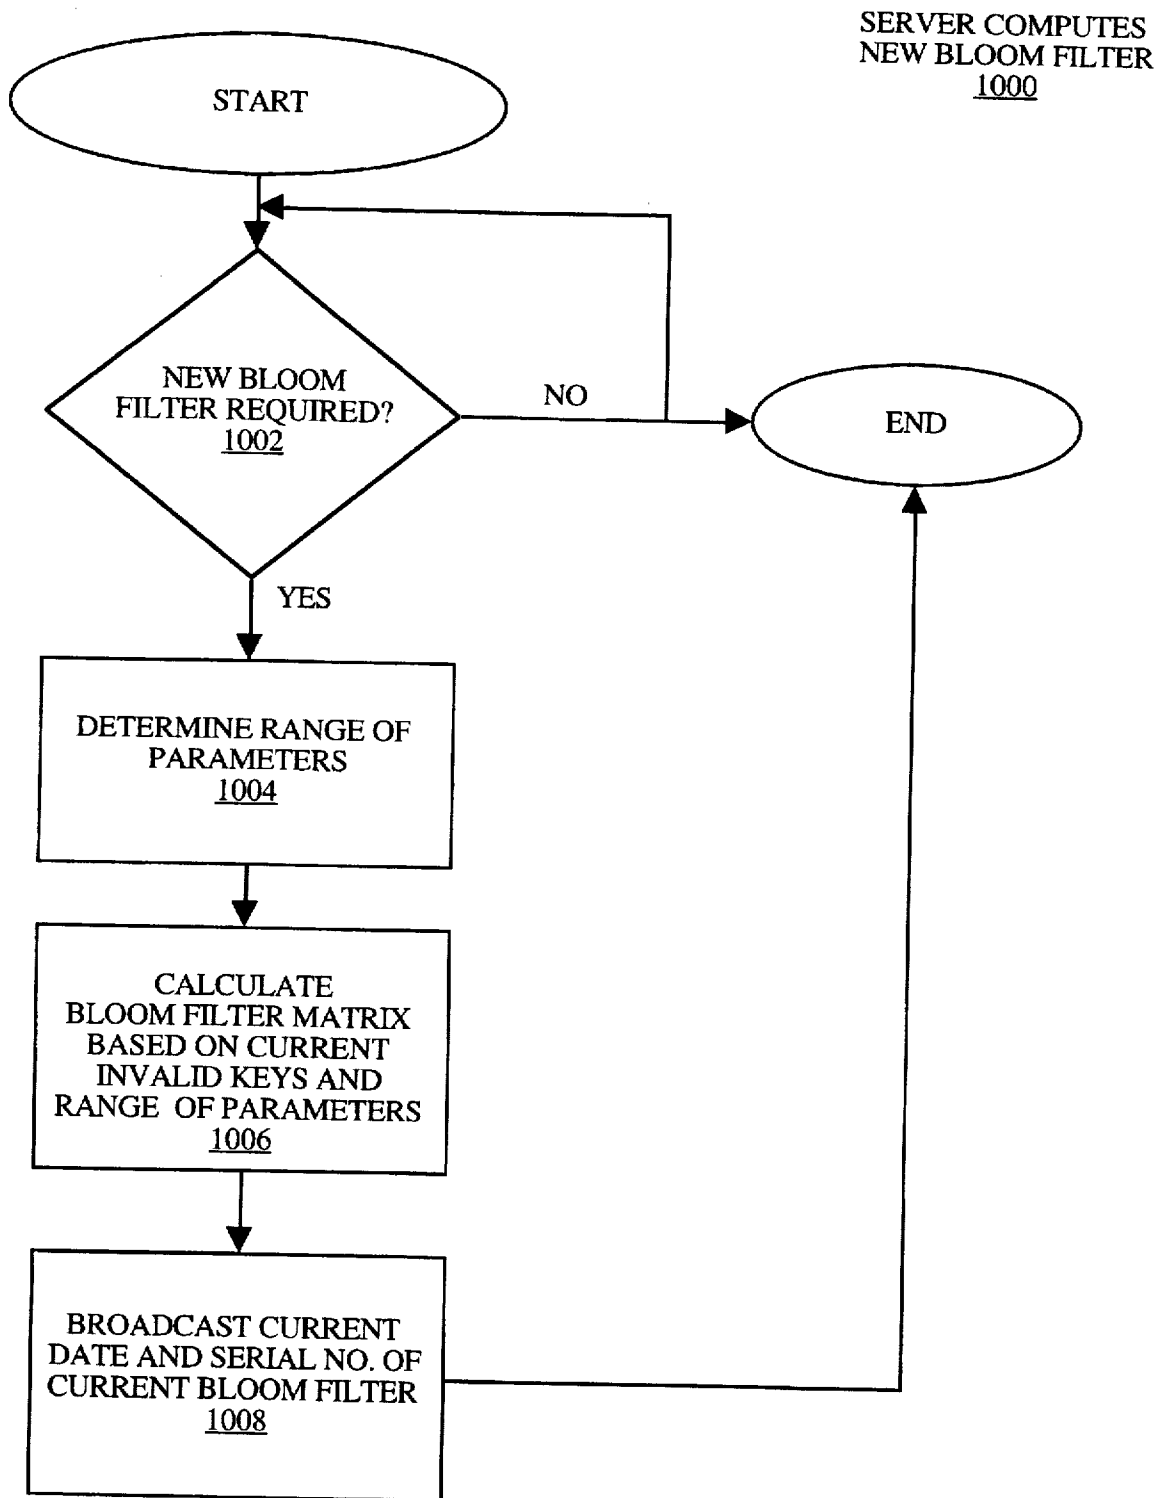 SERVER COMPUTES
NEW BLOOM FILTER
1000
START
NEW BLOOM
FILTER REQUIRED?
1002
NO
END
YES
DETERMINE RANGE OF
PARAMETERS
1004
CALCULATE
BLOOM FILTER MATRIX
BASED ON CURRENT
INVALID KEYS AND
RANGE OF PARAMETERS
1006
BROADCAST CURRENT
DATE AND SERIAL NO. OF
CURRENT BLOOM FILTER
1008